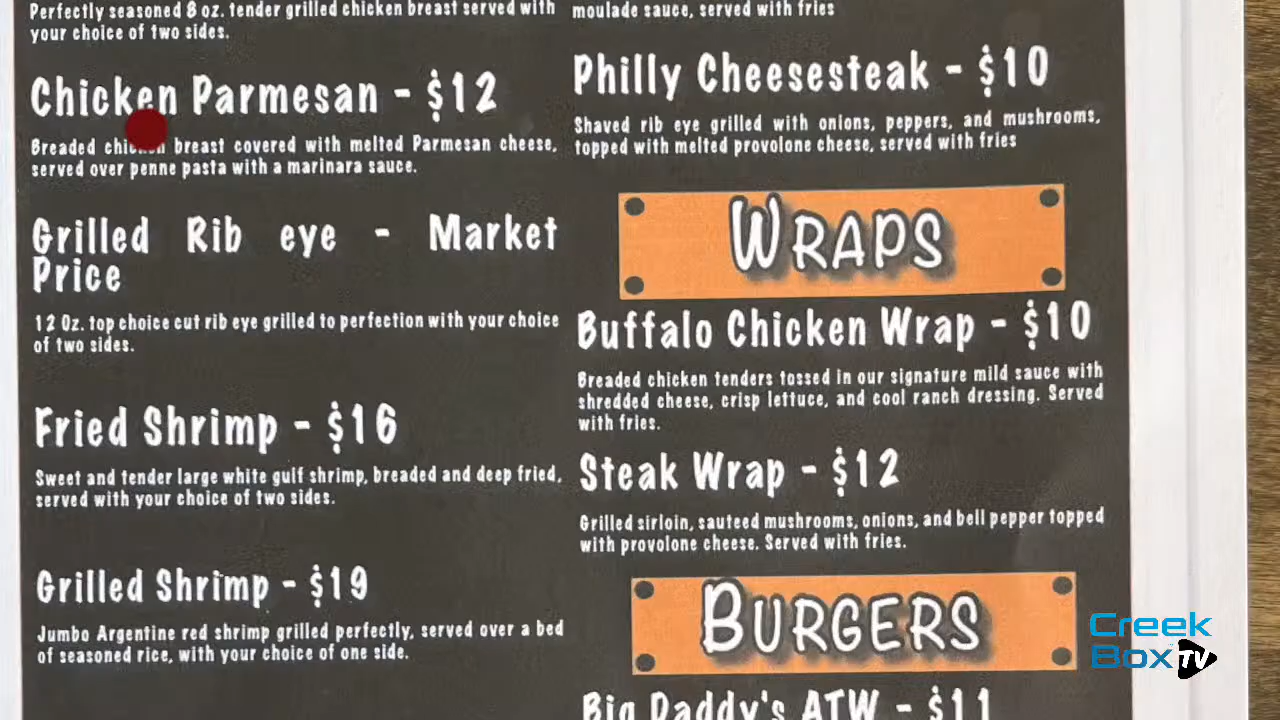 Perfectly seasoned 8 oz. tender grilled chicken breast served with
your choice of two sides.
Chicken Parmesan - $12
Breaded chicken breast covered with melted Parmesan cheese,
served over penne pasta with a marinara sauce.
Grilled Rib eye - Market
Price
12 Oz. top choice cut rib eye grilled to perfection with your choice
of two sides.
Fried Shrimp - $16
Sweet and tender large white gulf shrimp, breaded and deep fried,
served with your choice of two sides.
Grilled Shrimp - $19
Jumbo Argentine red shrimp grilled perfectly, served over a bed
of seasoned rice, with your choice of one side.
moulade sauce, served with fries
Philly Cheesesteak - $10
Shaved rib eye grilled with onions, peppers, and mushrooms,
topped with melted provolone cheese, served with fries
WRAPS
Buffalo Chicken Wrap - $10
Breaded chicken tenders tossed in our signature mild sauce with
shredded cheese, crisp lettuce, and cool ranch dressing. Served
with fries.
Steak Wrap - $12
Grilled sirloin, sauteed mushrooms, onions, and bell pepper topped
with provolone cheese. Served with fries.
BURGERS
Big Daddy's ATW - $11
Creek
Box TV